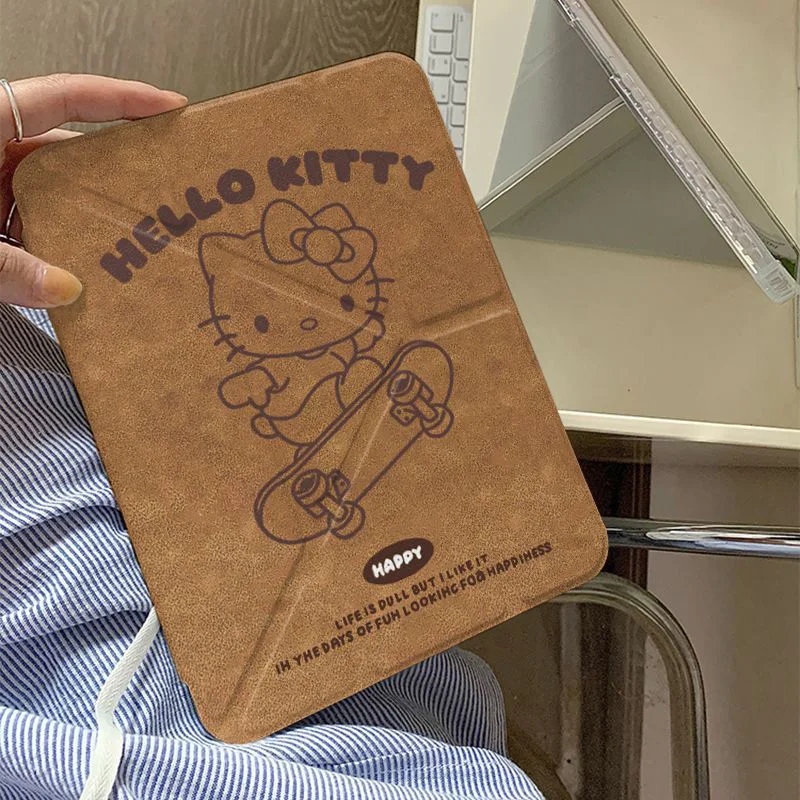 HELLO KITTY
HAPPY
LIFE IS DULL BUT I LIKE IT
IN YHE DAYS OF FUN LOOKING FOR HAPPINESS